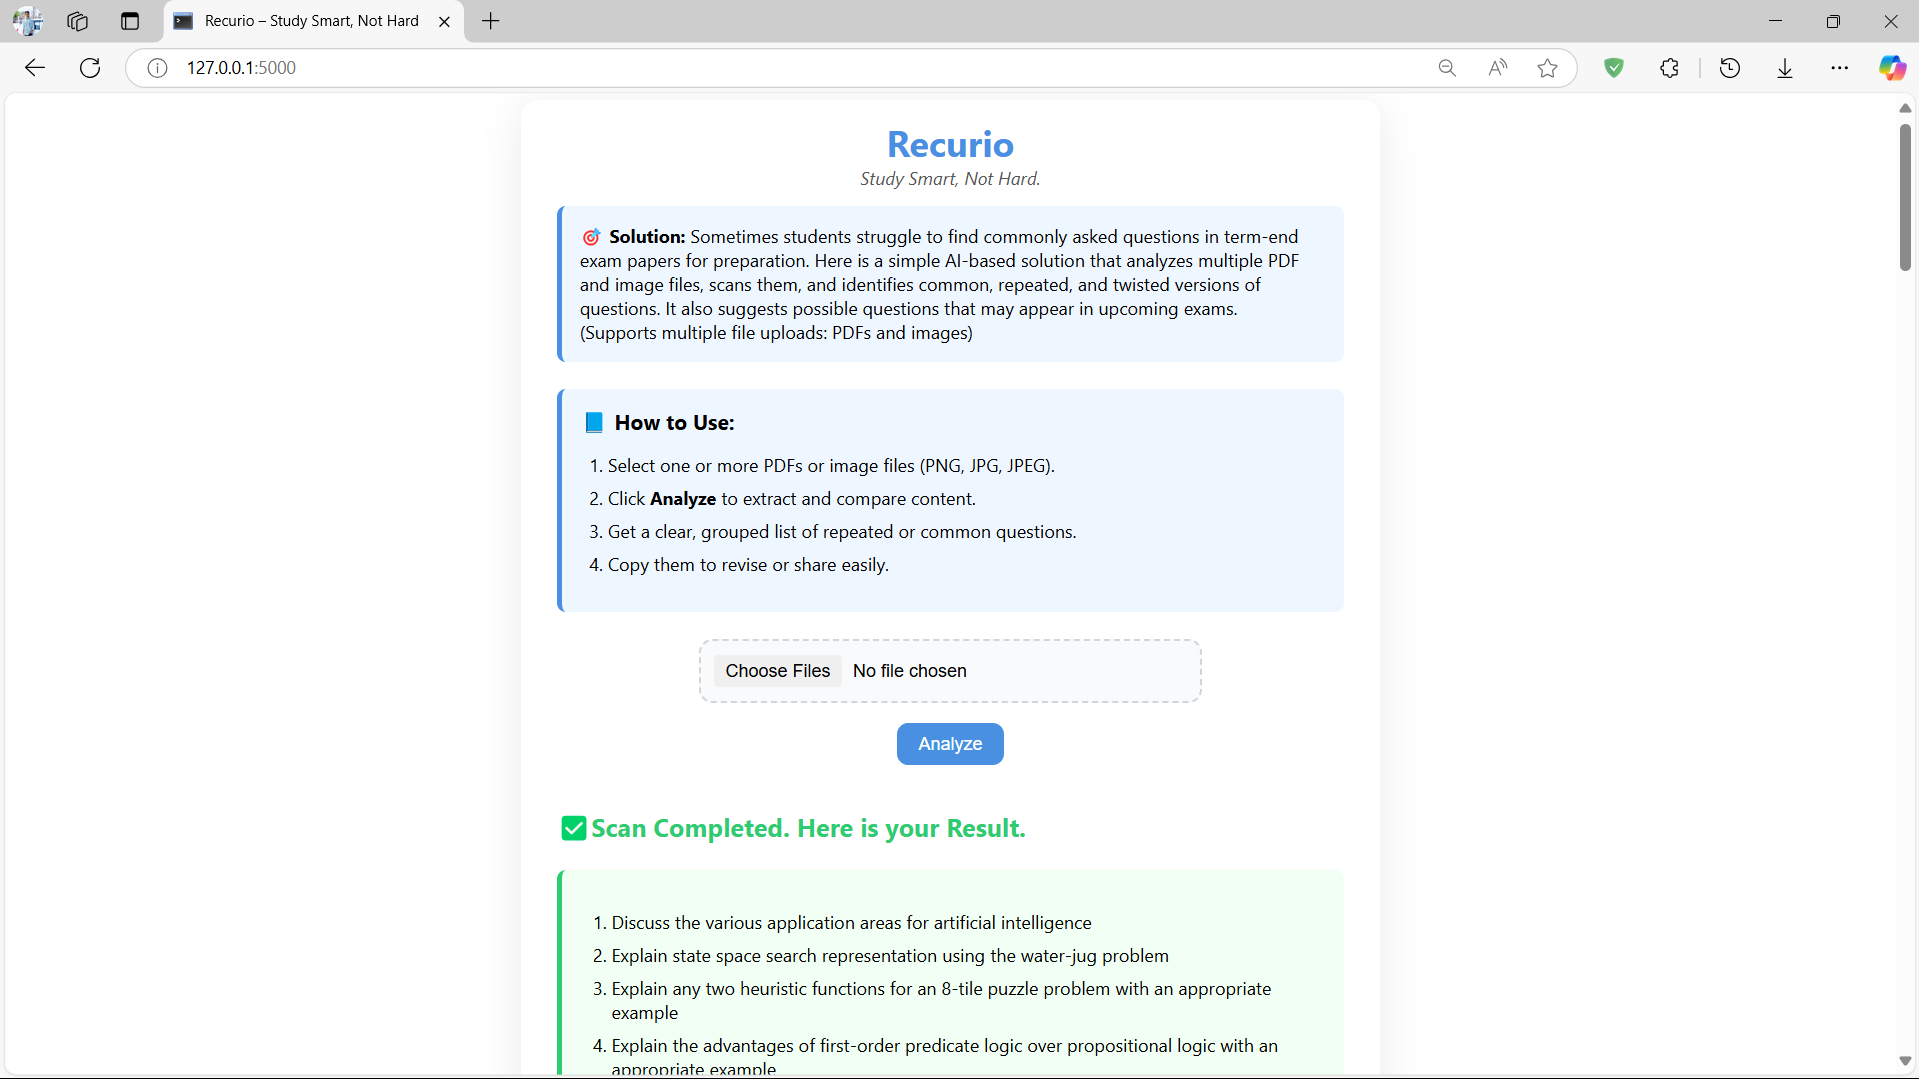 Recurio – Study Smart, Not Hard
127.0.0.1:5000
Recurio
Study Smart, Not Hard.
🎯 Solution: Sometimes students struggle to find commonly asked questions in term-end
exam papers for preparation. Here is a simple AI-based solution that analyzes multiple PDF
and image files, scans them, and identifies common, repeated, and twisted versions of
questions. It also suggests possible questions that may appear in upcoming exams.
(Supports multiple file uploads: PDFs and images)
📘 How to Use:
1. Select one or more PDFs or image files (PNG, JPG, JPEG).
2. Click Analyze to extract and compare content.
3. Get a clear, grouped list of repeated or common questions.
4. Copy them to revise or share easily.
Choose Files No file chosen
Analyze
✅ Scan Completed. Here is your Result.
1. Discuss the various application areas for artificial intelligence
2. Explain state space search representation using the water-jug problem
3. Explain any two heuristic functions for an 8-tile puzzle problem with an appropriate
example
4. Explain the advantages of first-order predicate logic over propositional logic with an
appropriate example